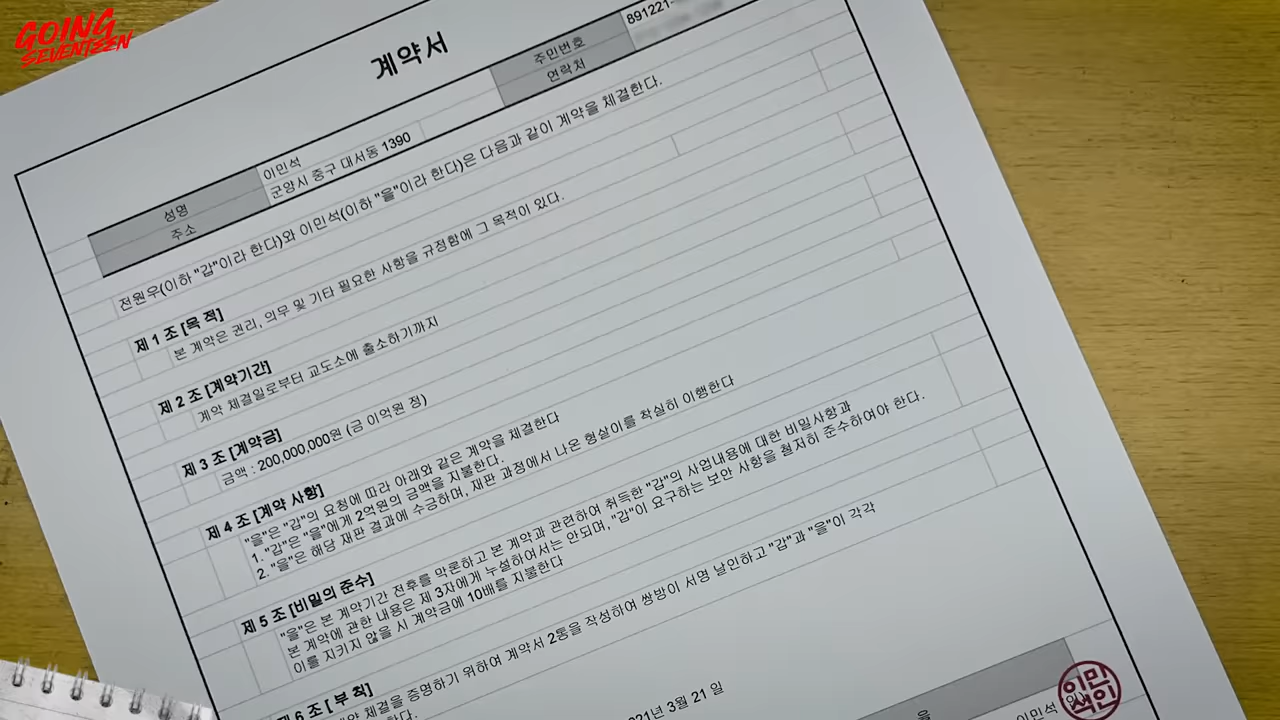 GOING
SEVENTEEN
계약서
성명
이민석
주민번호
891221-
주소
군양시 중구 대서동 1390
연락처
전원우(이하 "갑"이라 한다)와 이민석(이하 "을"이라 한다)은 다음과 같이 계약을 체결한다.
제 1 조 [목 적]
본 계약은 권리, 의무 및 기타 필요한 사항을 규정함에 그 목적이 있다.
제 2 조 [계약기간]
계약 체결일로부터 교도소에 출소하기까지
제 3 조 [계약금]
금액 : 200,000,000원 (금 이억원 정)
제 4 조 [계약 사항]
"을"은 "갑"의 요청에 따라 아래와 같은 계약을 체결한다
1. "갑"은 "을"에게 2억원의 금액을 지불한다.
2. "을"은 해당 재판 결과에 수긍하며, 재판 과정에서 나온 형살이를 착실히 이행한다
제 5 조 [비밀의 준수]
"을"은 본 계약기간 전후를 막론하고 본 계약과 관련하여 취득한 "갑"의 사업내용에 대한 비밀사항과
본 계약에 관한 내용은 제 3자에게 누설하여서는 안되며, "갑"이 요구하는 보안 사항을 철저히 준수하여야 한다.
이를 지키지 않을 시 계약금에 10배를 지불한다
제 6 조 [ 부 착]
계약 체결을 증명하기 위하여 계약서 2통을 작성하여 쌍방이 서명 날인하고 "갑"과 "을"이 각각
한다.
021년 3월 21 일
을
이민석
이민
석인